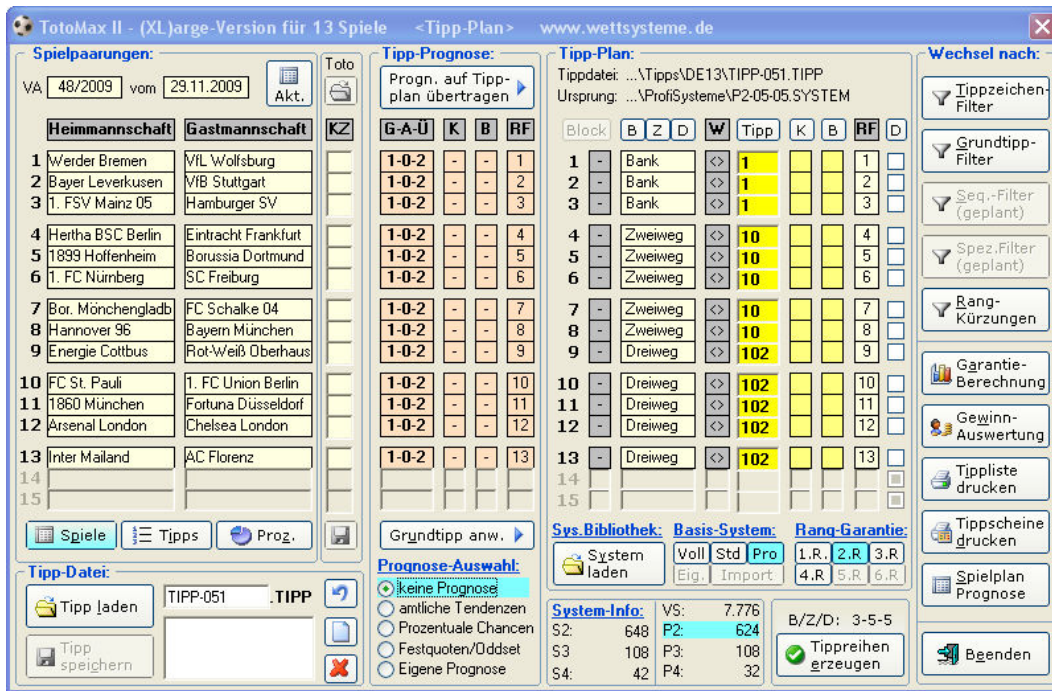 TotoMax II - (XL)arge-Version für 13 Spiele <Tipp-Plan> www.wettsysteme.de
Spielpaarungen:
VA 48/2009 vom 29.11.2009 Akt.
Toto
Heimmannschaft Gastmannschaft KZ
1 Werder Bremen VfL Wolfsburg
2 Bayer Leverkusen VfB Stuttgart
3 1. FSV Mainz 05 Hamburger SV
4 Hertha BSC Berlin Eintracht Frankfurt
5 1899 Hoffenheim Borussia Dortmund
6 1. FC Nürnberg SC Freiburg
7 Bor. Mönchengladb FC Schalke 04
8 Hannover 96 Bayern München
9 Energie Cottbus Rot-Weiß Oberhaus
10 FC St. Pauli 1. FC Union Berlin
11 1860 München Fortuna Düsseldorf
12 Arsenal London Chelsea London
13 Inter Mailand AC Florenz
14
15
Spiele Tipps Proz.
Tipp-Datei:
Tipp laden TIPP-051 .TIPP
Tipp speichern
Tipp-Prognose:
Progn. auf Tipp-
plan übertragen
G-A-Ü K B RF
1-0-2 - - 1
1-0-2 - - 2
1-0-2 - - 3
1-0-2 - - 4
1-0-2 - - 5
1-0-2 - - 6
1-0-2 - - 7
1-0-2 - - 8
1-0-2 - - 9
1-0-2 - - 10
1-0-2 - - 11
1-0-2 - - 12
1-0-2 - - 13
Grundtipp anw.
Prognose-Auswahl:
keine Prognose
amtliche Tendenzen
Prozentuale Chancen
Festquoten/Oddset
Eigene Prognose
Tipp-Plan:
Tippdatei: ...\Tipps\DE13\TIPP-051.TIPP
Ursprung: ...\ProfiSysteme\P2-05-05.SYSTEM
Block B Z D W Tipp K B RF D
1 - Bank <> 1 1
2 - Bank <> 1 2
3 - Bank <> 1 3
4 - Zweiweg <> 10 4
5 - Zweiweg <> 10 5
6 - Zweiweg <> 10 6
7 - Zweiweg <> 10 7
8 - Zweiweg <> 10 8
9 - Dreiweg <> 102 9
10 - Dreiweg <> 102 10
11 - Dreiweg <> 102 11
12 - Dreiweg <> 102 12
13 - Dreiweg <> 102 13
14
15
Sys.Bibliothek: Basis-System: Rang-Garantie:
System laden
Voll Std Pro 1.R. 2.R 3.R
Eig. Import 4.R 5.R 6.R
System-Info: VS: 7.776
S2: 648 P2: 624
S3 108 P3: 108
S4: 42 P4: 32
B/Z/D: 3-5-5
Tippreihen
erzeugen
Wechsel nach:
Tippzeichen-
Filter
Grundtipp-
Filter
Seq.-Filter
(geplant)
Spez.Filter
(geplant)
Rang-
Kürzungen
Garantie-
Berechnung
Gewinn-
Auswertung
Tippliste
drucken
Tippscheine
drucken
Spielplan
Prognose
Beenden